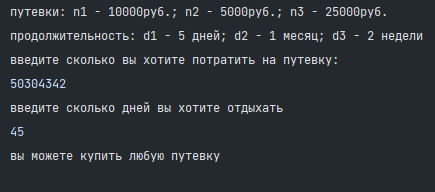 путевки: n1 - 10000руб.; n2 - 5000руб.; n3 - 25000руб.
продолжительность: d1 - 5 дней; d2 - 1 месяц; d3 - 2 недели
введите сколько вы хотите потратить на путевку:
50304342
введите сколько дней вы хотите отдыхать
45
вы можете купить любую путевку